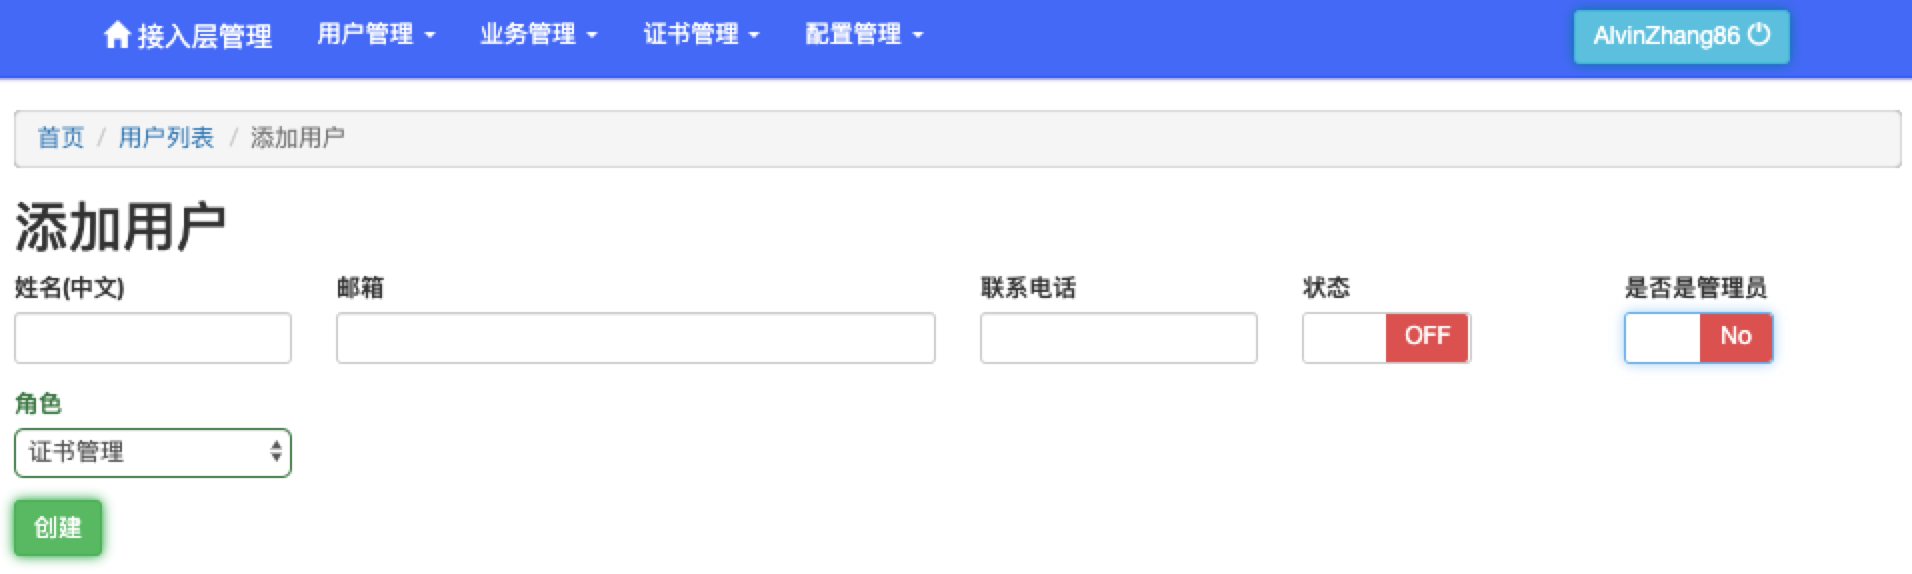 接入层管理 用户管理 业务管理 证书管理 配置管理 AlvinZhang86
首页 / 用户列表 / 添加用户
添加用户
姓名(中文) 邮箱 联系电话 状态 是否是管理员
OFF No
角色
证书管理
创建